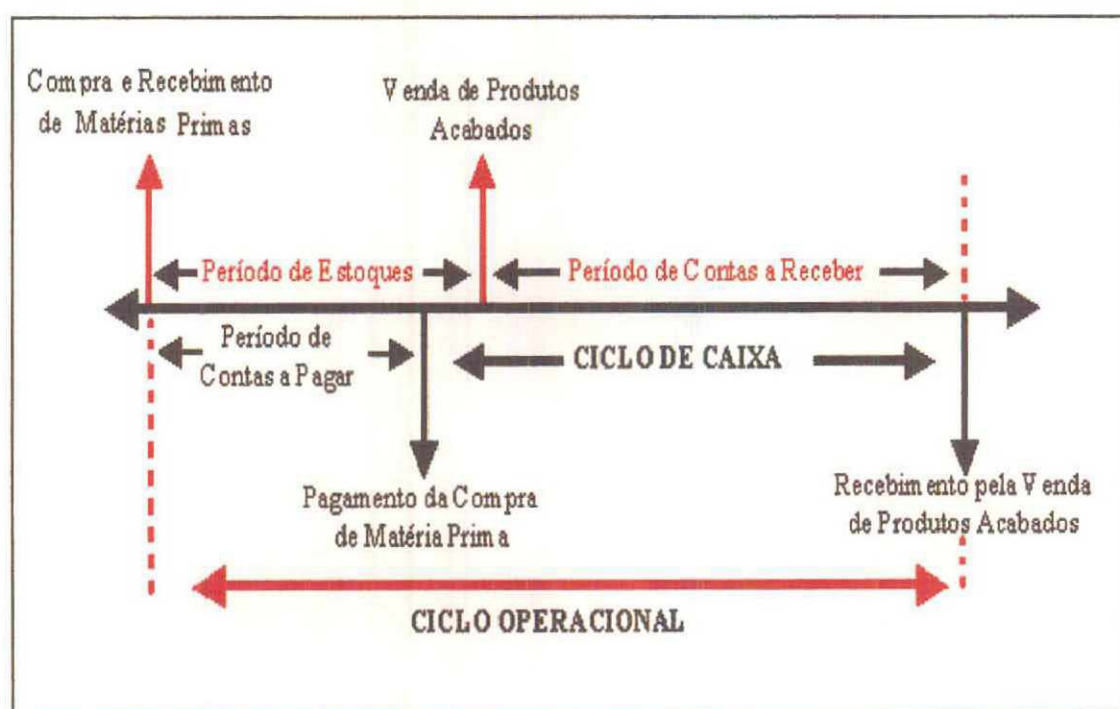 Compra e Recebimento
de Matérias Primas
Venda de Produtos
Acabados
Período de Estoques
Período de Contas a Receber
Período de
Contas a Pagar
CICLO DE CAIXA
Pagamento da Compra
de Matéria Prima
Recebimento pela Venda
de Produtos Acabados
CICLO OPERACIONAL